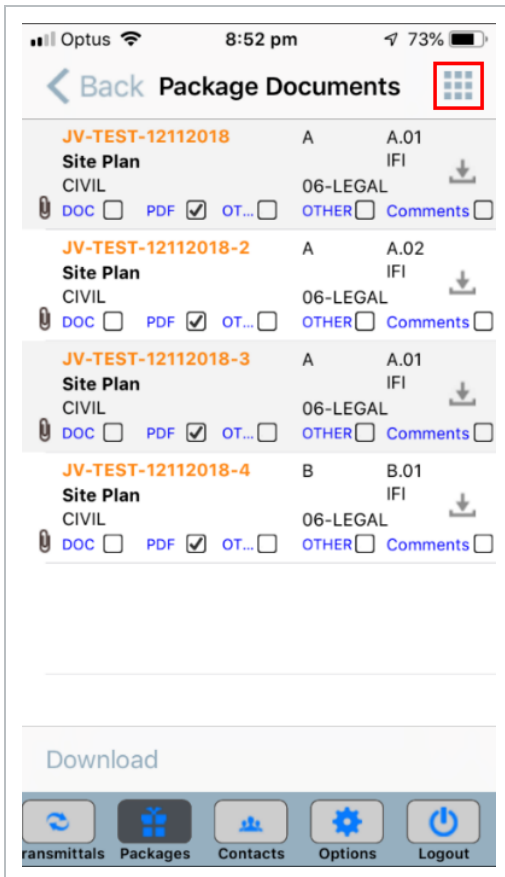 Optus 8:52 pm 73%
Back Package Documents
JV-TEST-12112018 A A.01
Site Plan IFI
CIVIL 06-LEGAL
DOC PDF OT... OTHER Comments
JV-TEST-12112018-2 A A.02
Site Plan IFI
CIVIL 06-LEGAL
DOC PDF OT... OTHER Comments
JV-TEST-12112018-3 A A.01
Site Plan IFI
CIVIL 06-LEGAL
DOC PDF OT... OTHER Comments
JV-TEST-12112018-4 B B.01
Site Plan IFI
CIVIL 06-LEGAL
DOC PDF OT... OTHER Comments
Download
ransmittals Packages Contacts Options Logout